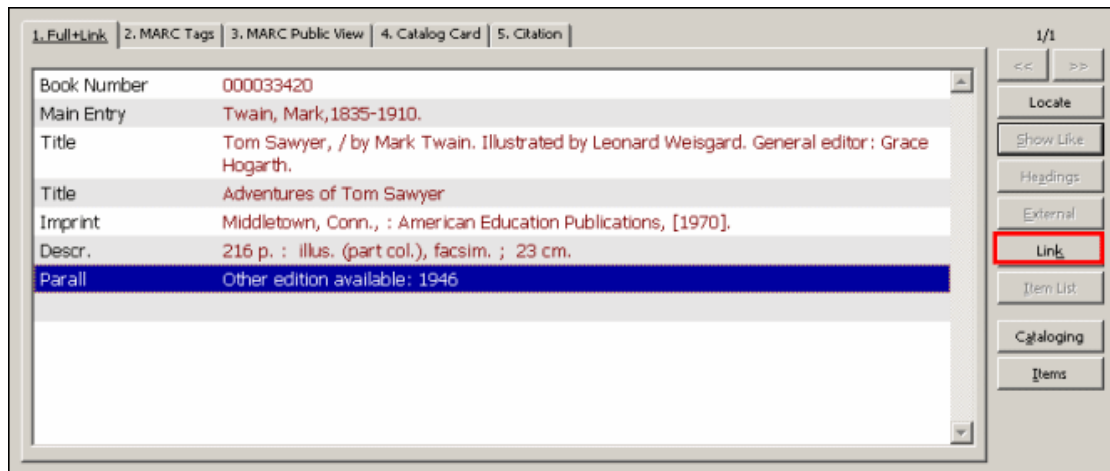 1. Full+Link 2. MARC Tags 3. MARC Public View 4. Catalog Card 5. Citation
1/1
<< >>
Book Number 000033420
Main Entry Twain, Mark,1835-1910.
Title Tom Sawyer, / by Mark Twain. Illustrated by Leonard Weisgard. General editor: Grace
Hogarth.
Title Adventures of Tom Sawyer
Imprint Middletown, Conn., : American Education Publications, [1970].
Descr. 216 p. : illus. (part col.), facsim. ; 23 cm.
Parall Other edition available: 1946
Locate
Show Like
Headings
External
Link
Item List
Cataloging
Items